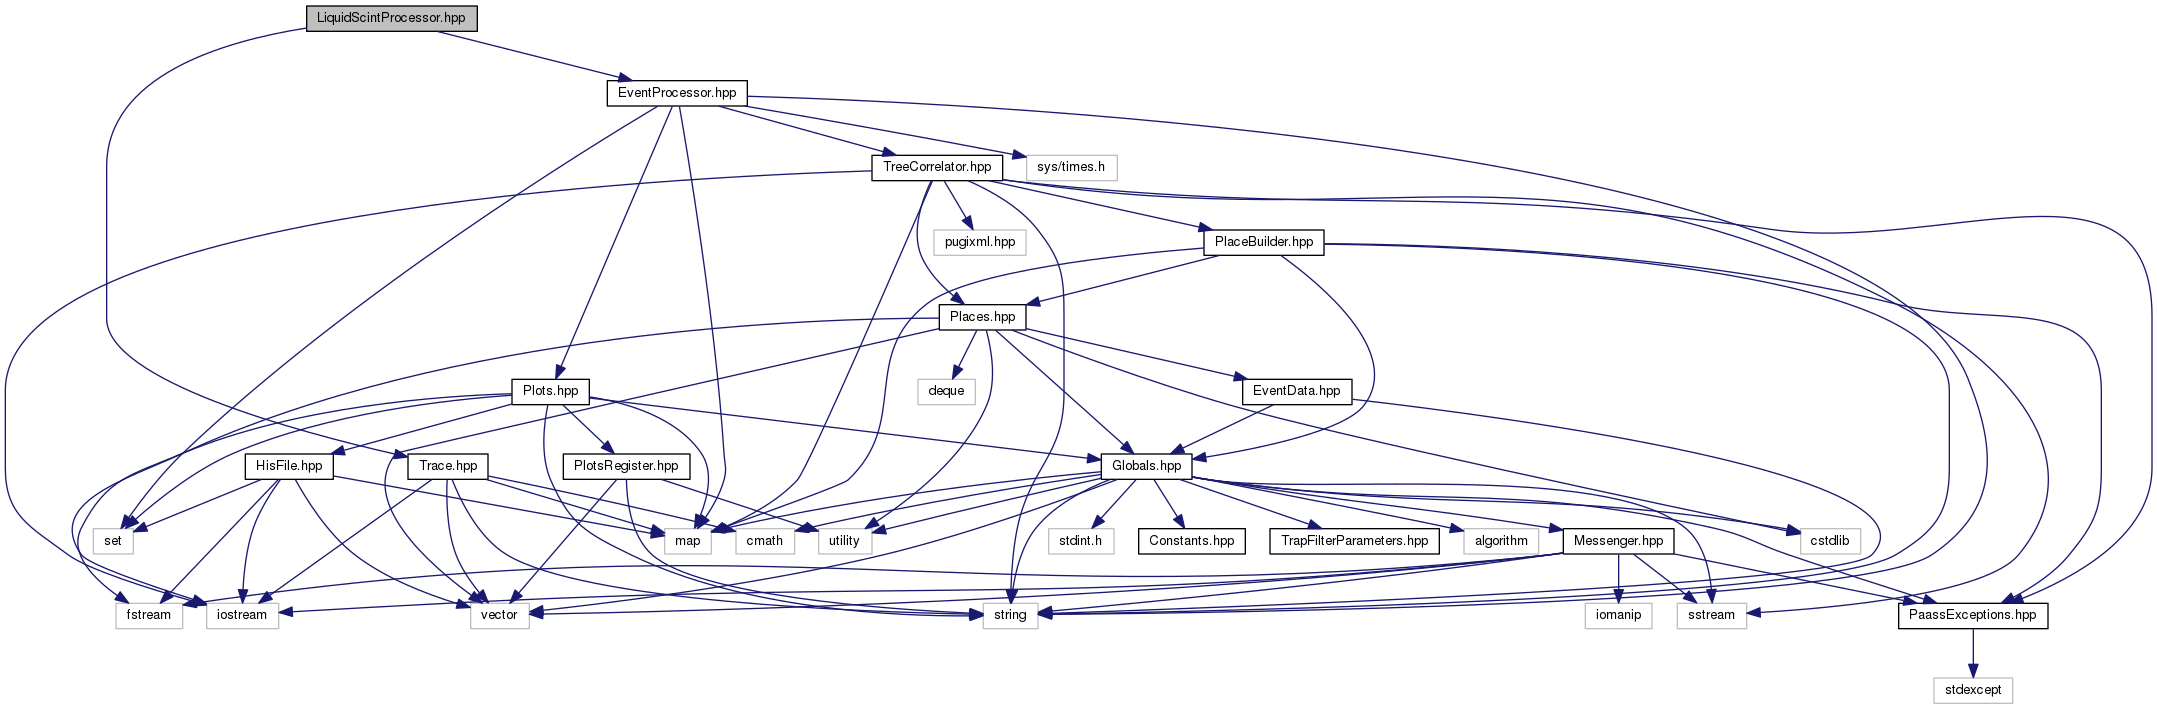 LiquidScintProcessor.hpp
EventProcessor.hpp
TreeCorrelator.hpp
sys/times.h
pugixml.hpp
PlaceBuilder.hpp
Places.hpp
Plots.hpp
deque
EventData.hpp
HisFile.hpp
Trace.hpp
PlotsRegister.hpp
Globals.hpp
set
map
cmath
utility
stdint.h
Constants.hpp
TrapFilterParameters.hpp
algorithm
Messenger.hpp
cstdlib
fstream
iostream
vector
string
iomanip
sstream
PaassExceptions.hpp
stdexcept